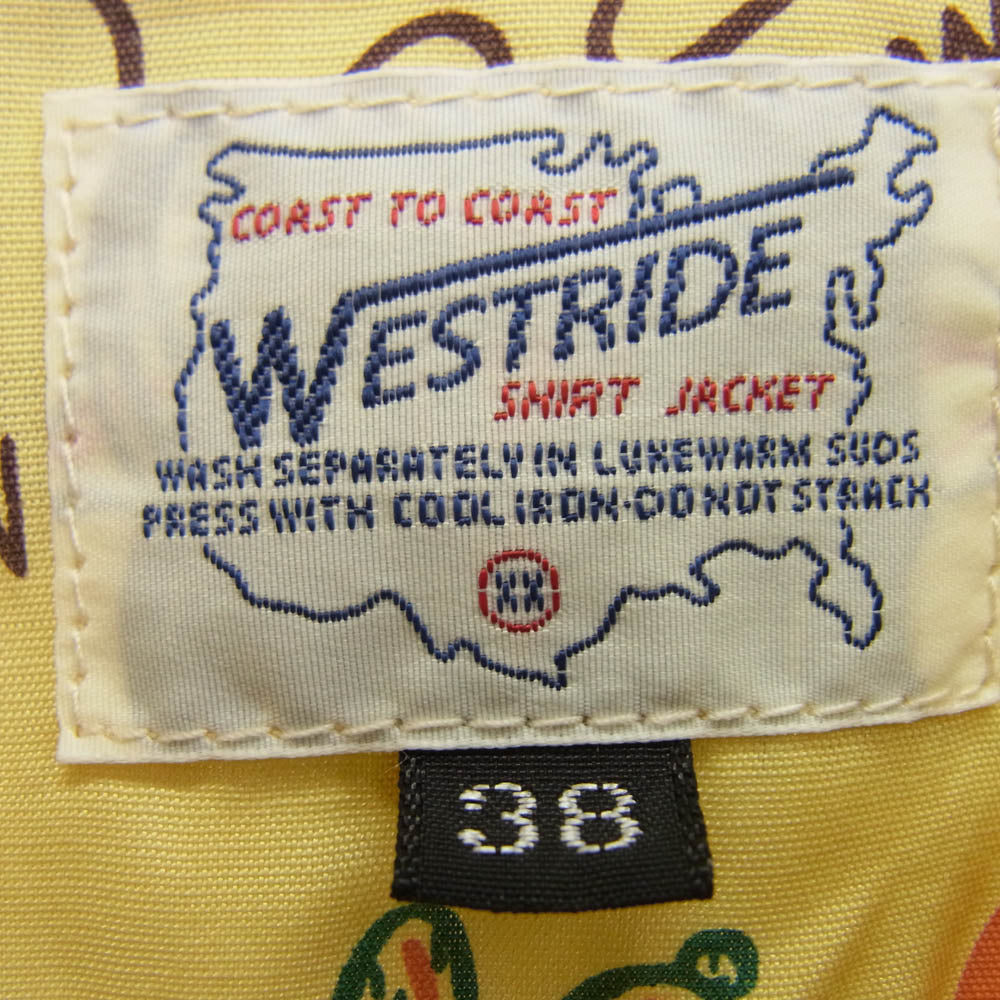 COAST TO COAST
WESTRIDE
SHIRT JACKET
WASH SEPARATELY IN LUKEWARM SUDS
PRESS WITH COOL IRON·DO NOT STRACH
XX
38